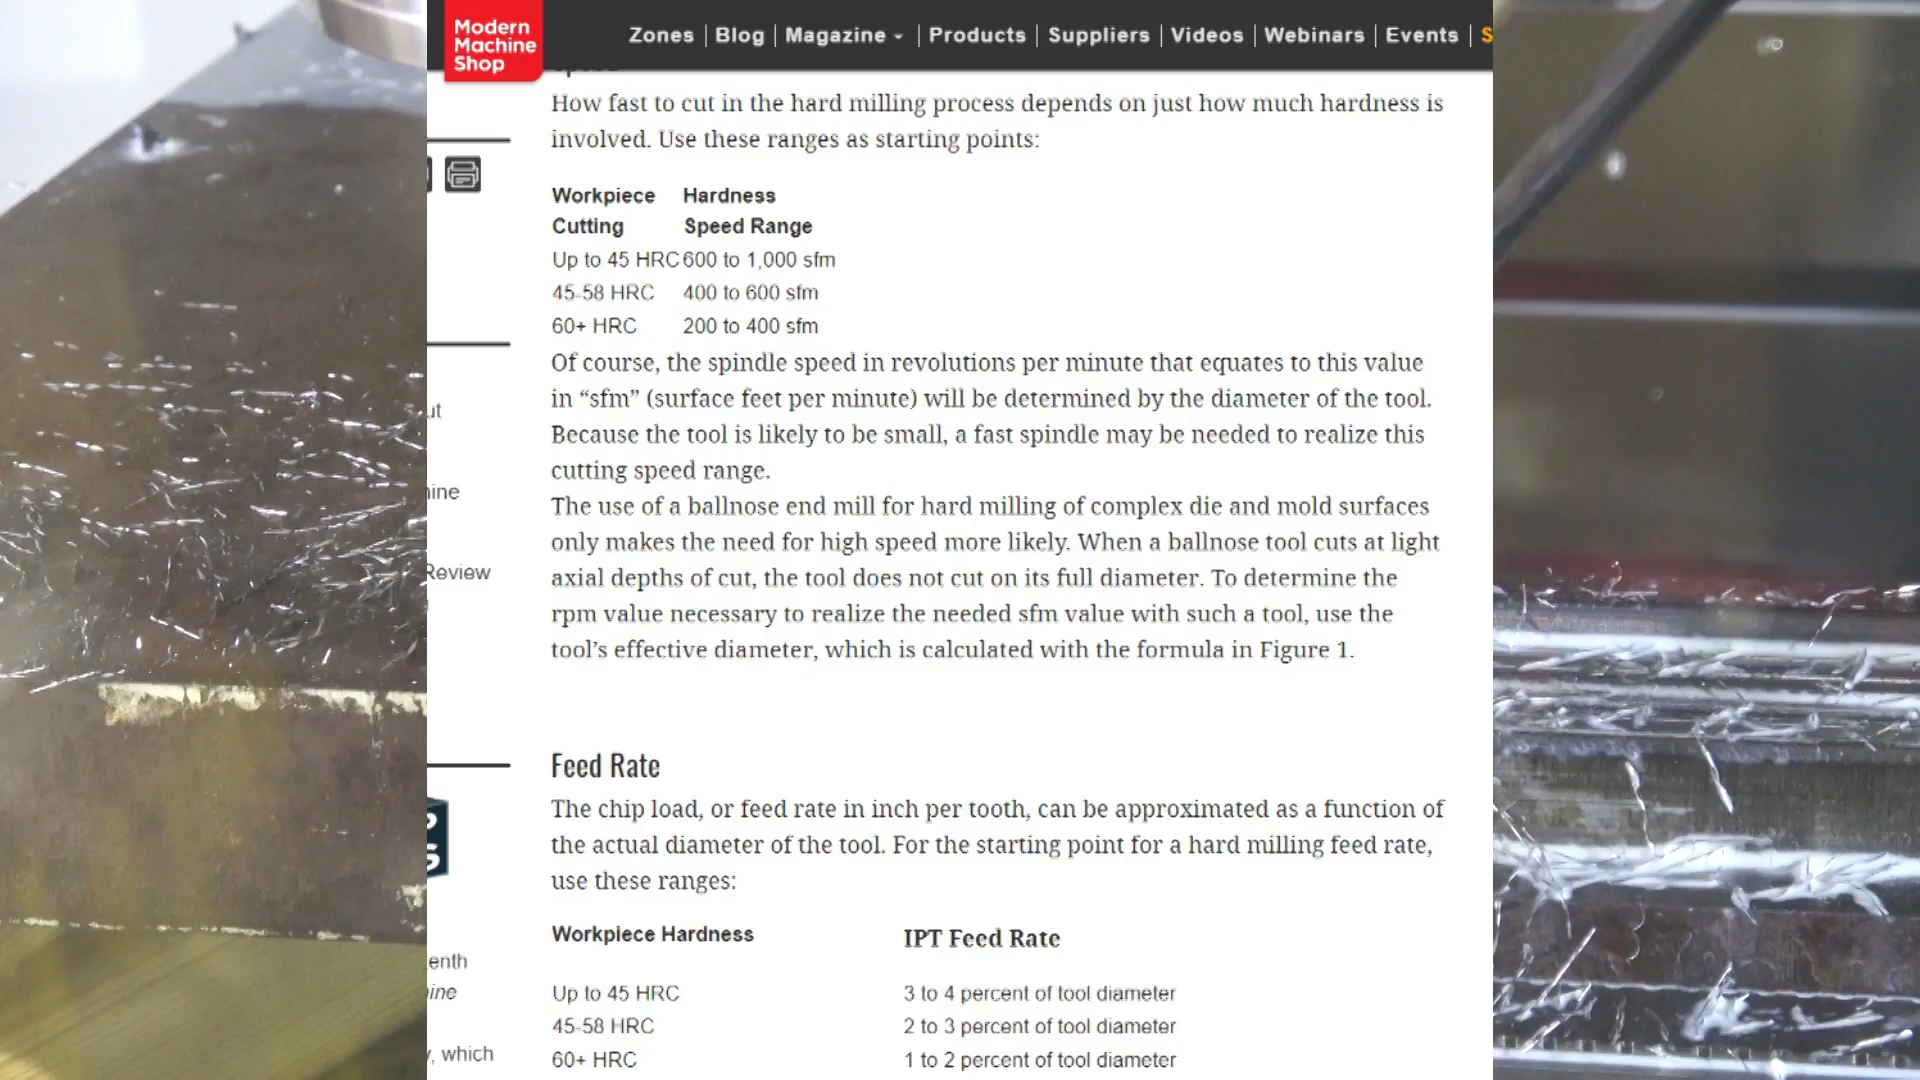 Modern
Machine
Shop
Zones Blog Magazine Products Suppliers Videos Webinars Events S
How fast to cut in the hard milling process depends on just how much hardness is
involved. Use these ranges as starting points:
Workpiece Hardness
Cutting Speed Range
Up to 45 HRC 600 to 1,000 sfm
45-58 HRC 400 to 600 sfm
60+ HRC 200 to 400 sfm
Of course, the spindle speed in revolutions per minute that equates to this value
in “sfm” (surface feet per minute) will be determined by the diameter of the tool.
Because the tool is likely to be small, a fast spindle may be needed to realize this
cutting speed range.
The use of a ballnose end mill for hard milling of complex die and mold surfaces
only makes the need for high speed more likely. When a ballnose tool cuts at light
axial depths of cut, the tool does not cut on its full diameter. To determine the
rpm value necessary to realize the needed sfm value with such a tool, use the
tool’s effective diameter, which is calculated with the formula in Figure 1.
ut
ine
Review
Feed Rate
The chip load, or feed rate in inch per tooth, can be approximated as a function of
the actual diameter of the tool. For the starting point for a hard milling feed rate,
use these ranges:
Workpiece Hardness IPT Feed Rate
Up to 45 HRC 3 to 4 percent of tool diameter
45-58 HRC 2 to 3 percent of tool diameter
60+ HRC 1 to 2 percent of tool diameter
enth
ine
, which